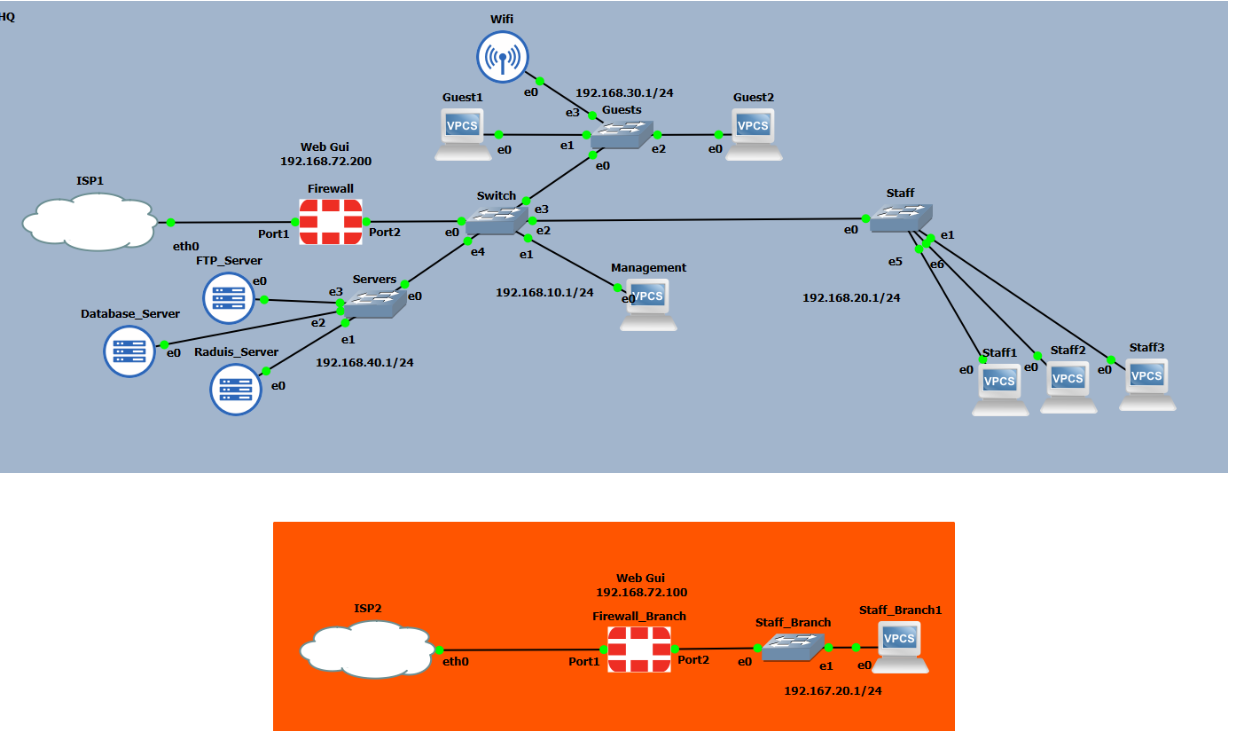 HQ
Wifi
e0
192.168.30.1/24
e3
Guests
Guest1
VPCS
e0
e1
e2
e0
Guest2
VPCS
e0
Web Gui
192.168.72.200
ISP1
eth0
Firewall
Port1
Port2
Switch
e0
e3
e2
e1
e4
Staff
e0
e1
e5
e6
FTP_Server
e0
Servers
e3
e0
e2
e1
Database_Server
e0
Raduis_Server
e0
192.168.40.1/24
Management
e0
VPCS
192.168.10.1/24
192.168.20.1/24
Staff1
e0
VPCS
Staff2
e0
VPCS
Staff3
e0
VPCS
Web Gui
192.168.72.100
ISP2
eth0
Firewall_Branch
Port1
Port2
Staff_Branch
e0
e1
Staff_Branch1
e0
VPCS
192.167.20.1/24